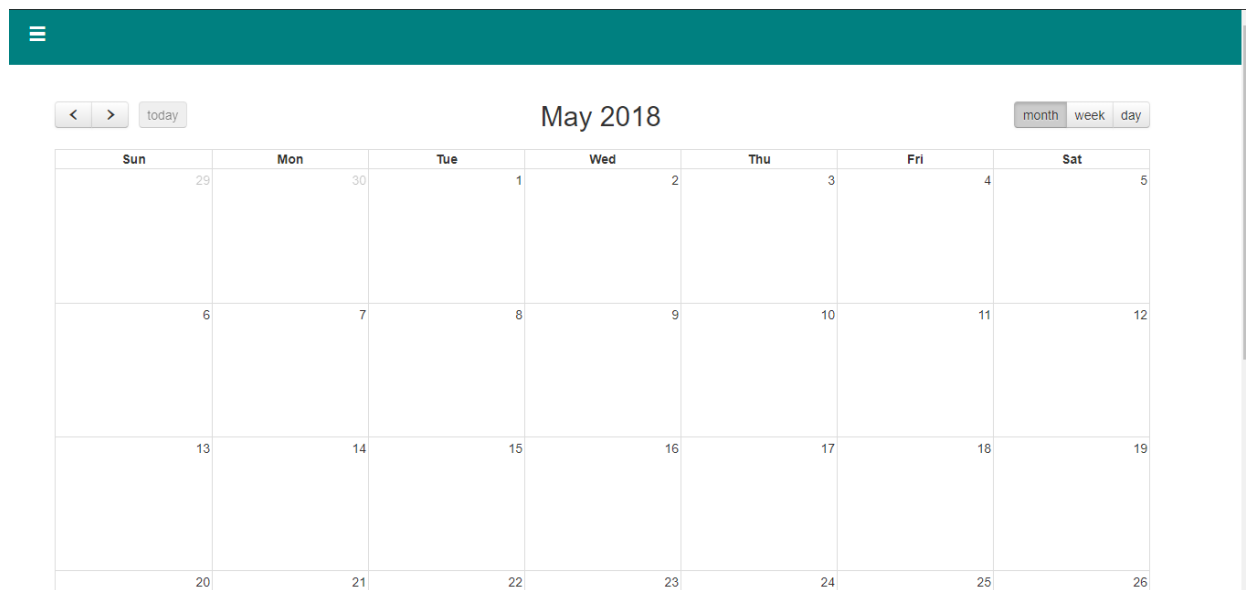 today May 2018 month week day
Sun Mon Tue Wed Thu Fri Sat
29 30 1 2 3 4 5
6 7 8 9 10 11 12
13 14 15 16 17 18 19
20 21 22 23 24 25 26